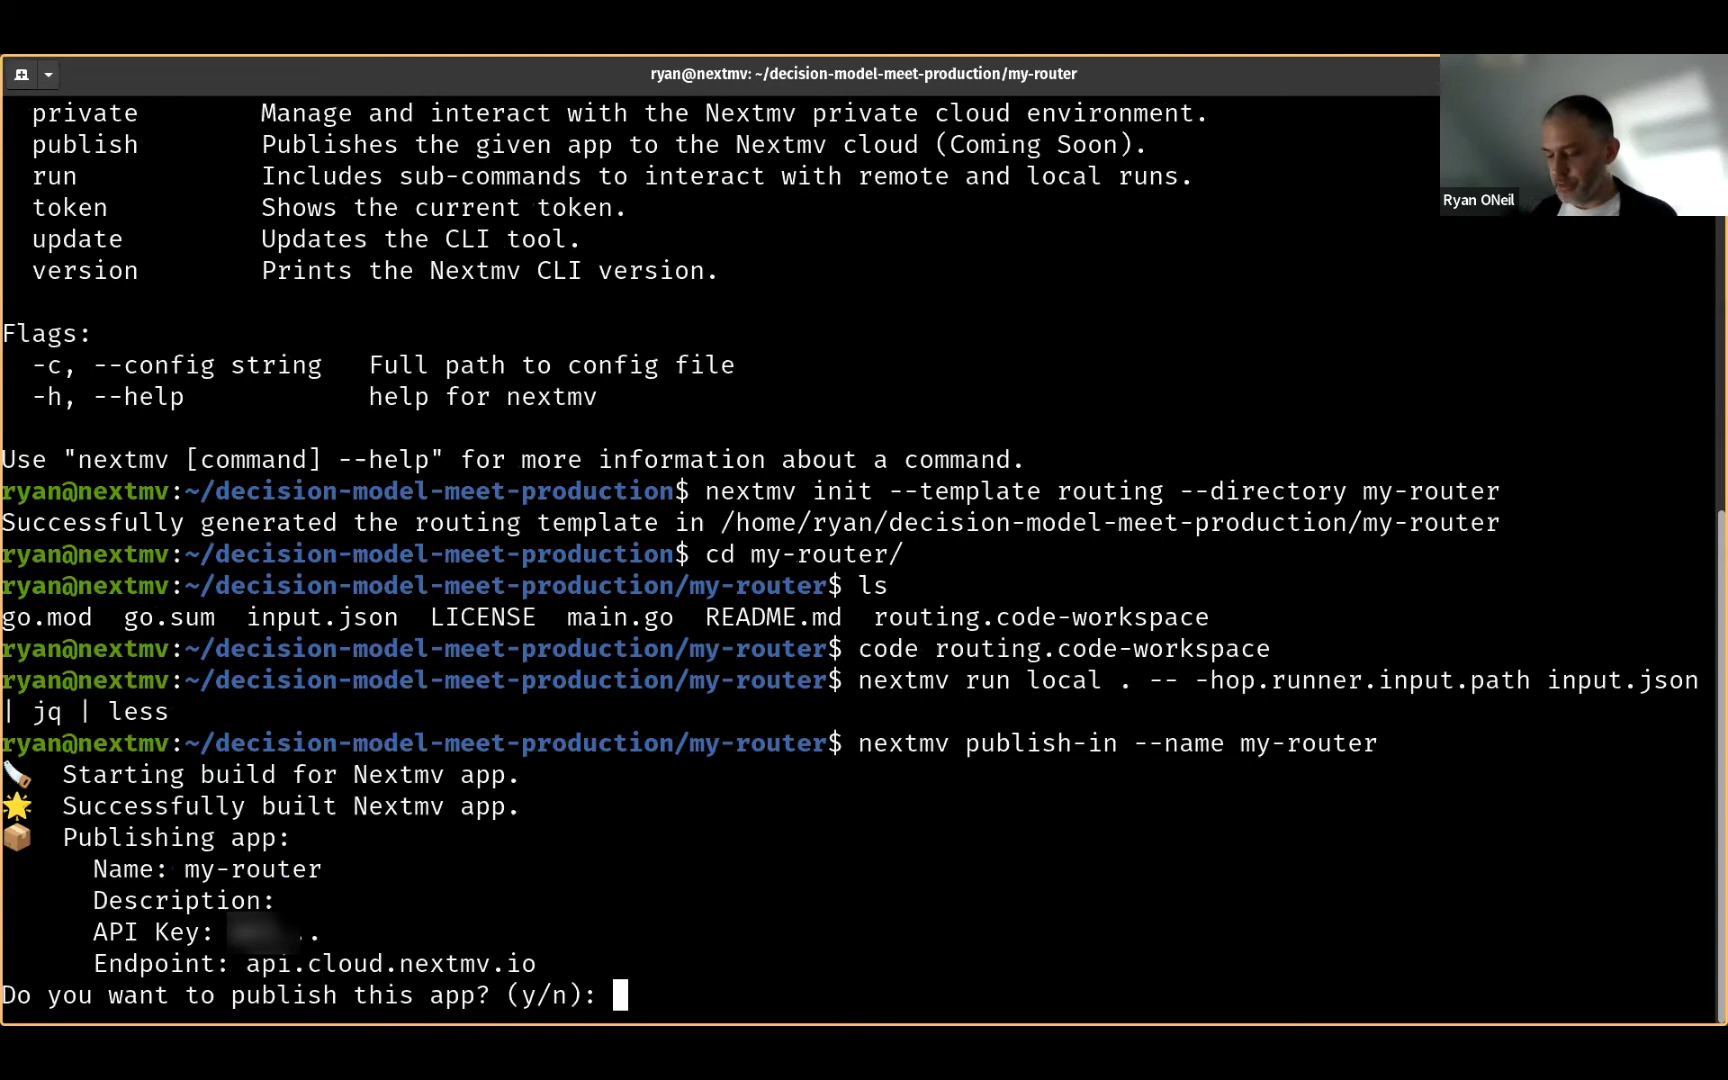 ryan@nextmv: ~/decision-model-meet-production/my-router
private Manage and interact with the Nextmv private cloud environment.
publish Publishes the given app to the Nextmv cloud (Coming Soon).
run Includes sub-commands to interact with remote and local runs.
token Shows the current token.
update Updates the CLI tool.
version Prints the Nextmv CLI version.
Ryan ONeil
Flags:
-c, --config string Full path to config file
-h, --help help for nextmv
Use "nextmv [command] --help" for more information about a command.
ryan@nextmv:~/decision-model-meet-production$ nextmv init --template routing --directory my-router
Successfully generated the routing template in /home/ryan/decision-model-meet-production/my-router
ryan@nextmv:~/decision-model-meet-production$ cd my-router/
ryan@nextmv:~/decision-model-meet-production/my-router$ ls
go.mod go.sum input.json LICENSE main.go README.md routing.code-workspace
ryan@nextmv:~/decision-model-meet-production/my-router$ code routing.code-workspace
ryan@nextmv:~/decision-model-meet-production/my-router$ nextmv run local . -- -hop.runner.input.path input.json
| jq | less
ryan@nextmv:~/decision-model-meet-production/my-router$ nextmv publish-in --name my-router
Starting build for Nextmv app.
Successfully built Nextmv app.
Publishing app:
Name: my-router
Description:
API Key: ..
Endpoint: api.cloud.nextmv.io
Do you want to publish this app? (y/n):